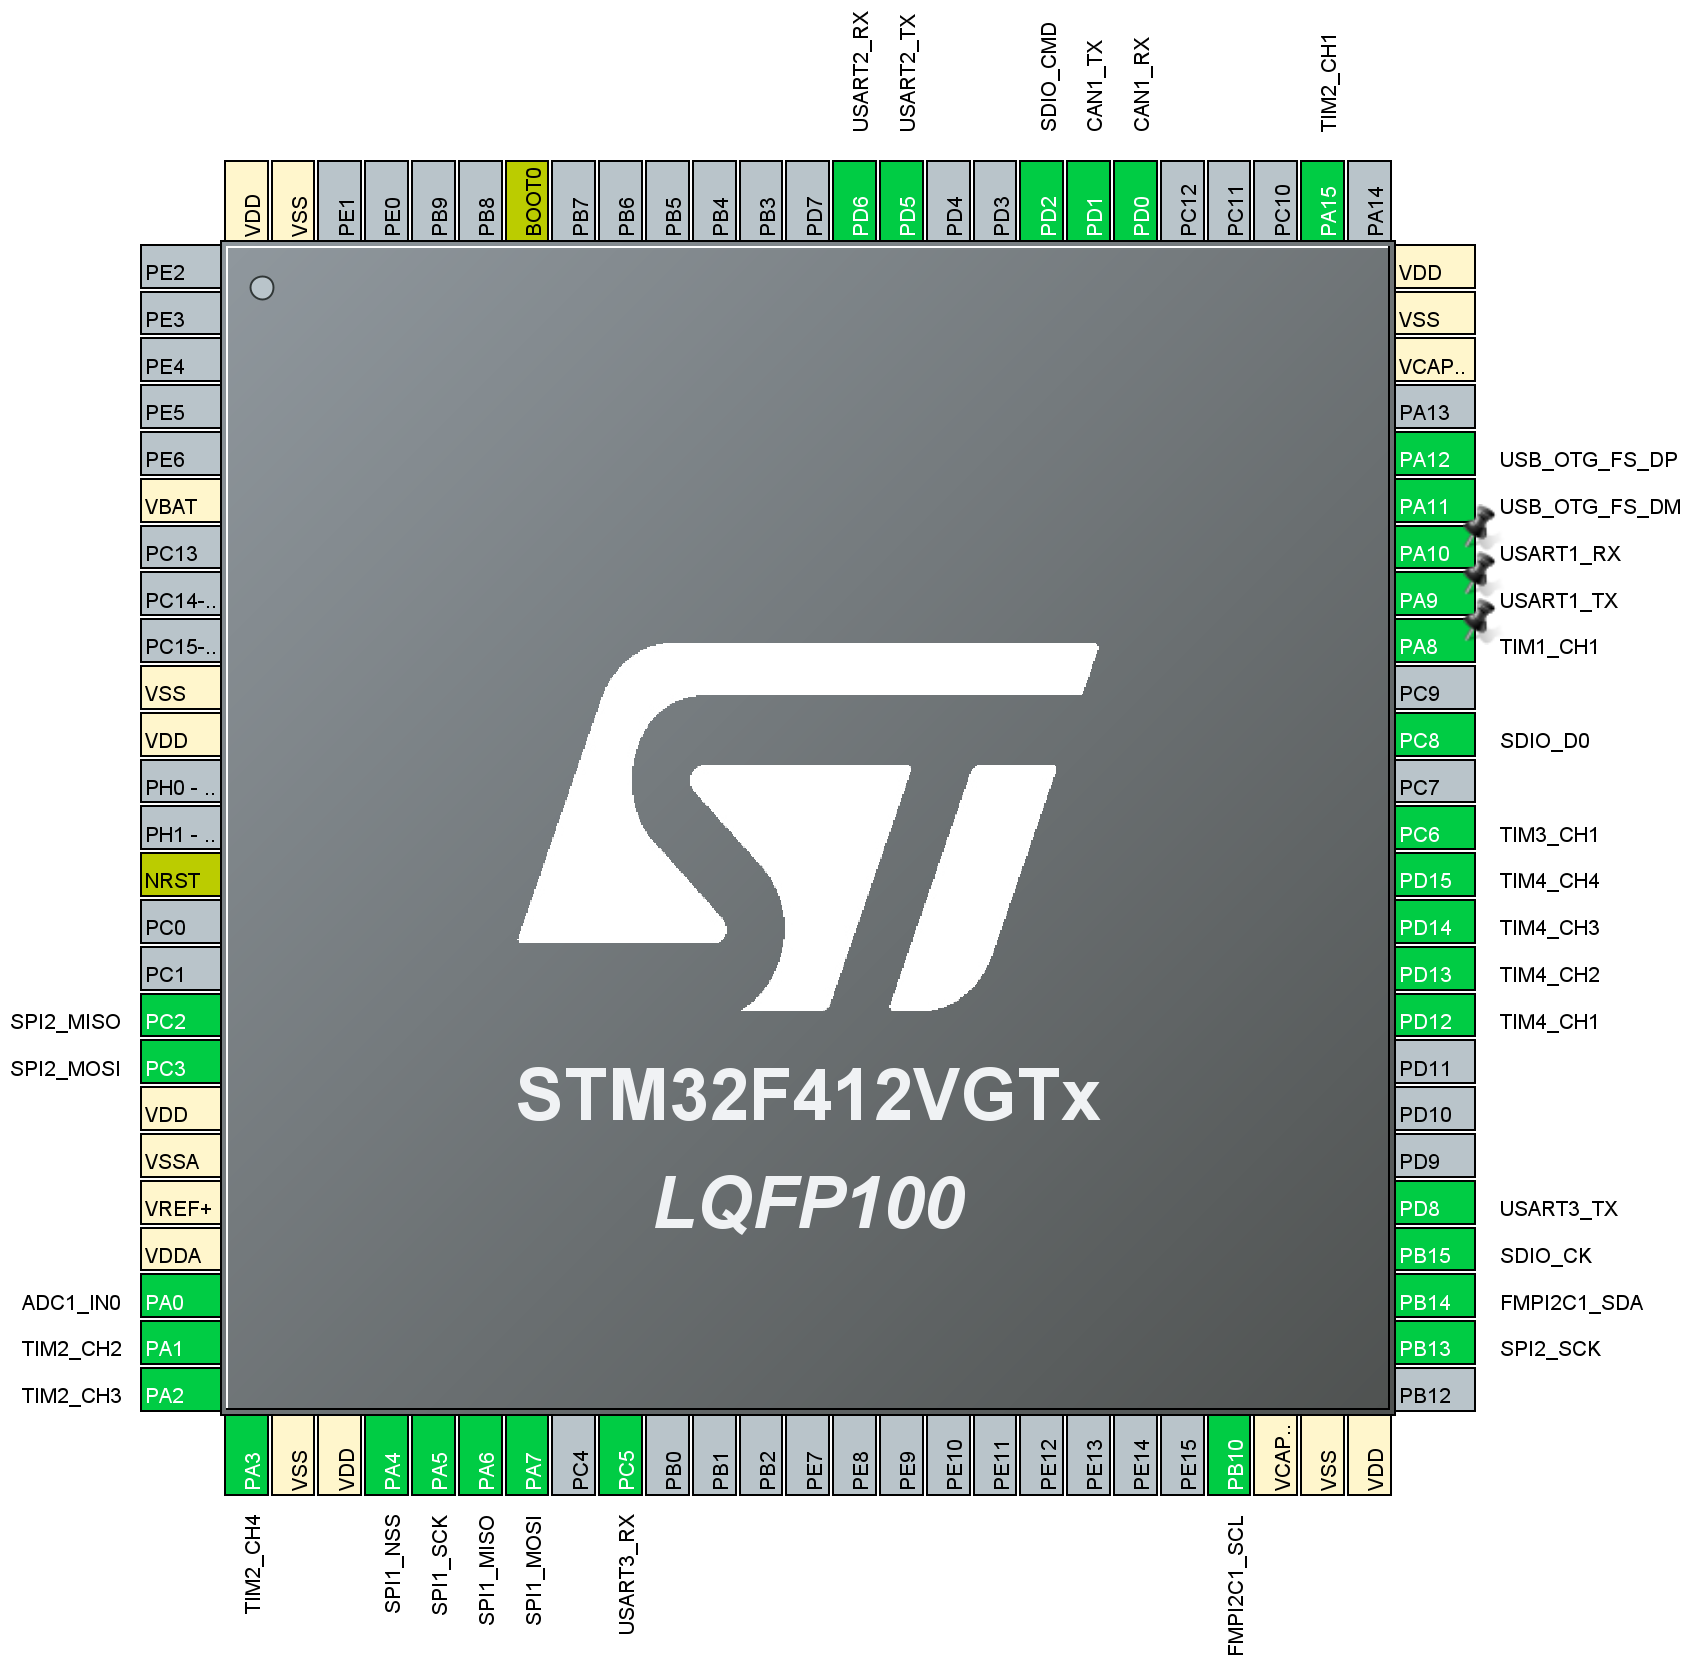 USART2_RX
USART2_TX
SDIO_CMD
CAN1_TX
CAN1_RX
TIM2_CH1
VDD
VSS
PE1
PE0
PB9
PB8
BOOT0
PB7
PB6
PB5
PB4
PB3
PD7
PD6
PD5
PD4
PD3
PD2
PD1
PD0
PC12
PC11
PC10
PA15
PA14
PE2
PE3
PE4
PE5
PE6
VBAT
PC13
PC14-..
PC15-..
VSS
VDD
PH0 - ..
PH1 - ..
NRST
PC0
PC1
SPI2_MISO PC2
SPI2_MOSI PC3
VDD
VSSA
VREF+
VDDA
ADC1_IN0 PA0
TIM2_CH2 PA1
TIM2_CH3 PA2
ST
STM32F412VGTx
LQFP100
VDD
VSS
VCAP..
PA13
PA12 USB_OTG_FS_DP
PA11 USB_OTG_FS_DM
PA10 USART1_RX
PA9 USART1_TX
PA8 TIM1_CH1
PC9
PC8 SDIO_D0
PC7
PC6 TIM3_CH1
PD15 TIM4_CH4
PD14 TIM4_CH3
PD13 TIM4_CH2
PD12 TIM4_CH1
PD11
PD10
PD9
PD8 USART3_TX
PB15 SDIO_CK
PB14 FMPI2C1_SDA
PB13 SPI2_SCK
PB12
PA3
VSS
VDD
PA4
PA5
PA6
PA7
PC4
PC5
PB0
PB1
PB2
PE7
PE8
PE9
PE10
PE11
PE12
PE13
PE14
PE15
PB10
VCAP..
VSS
VDD
TIM2_CH4
SPI1_NSS
SPI1_SCK
SPI1_MISO
SPI1_MOSI
USART3_RX
FMPI2C1_SCL